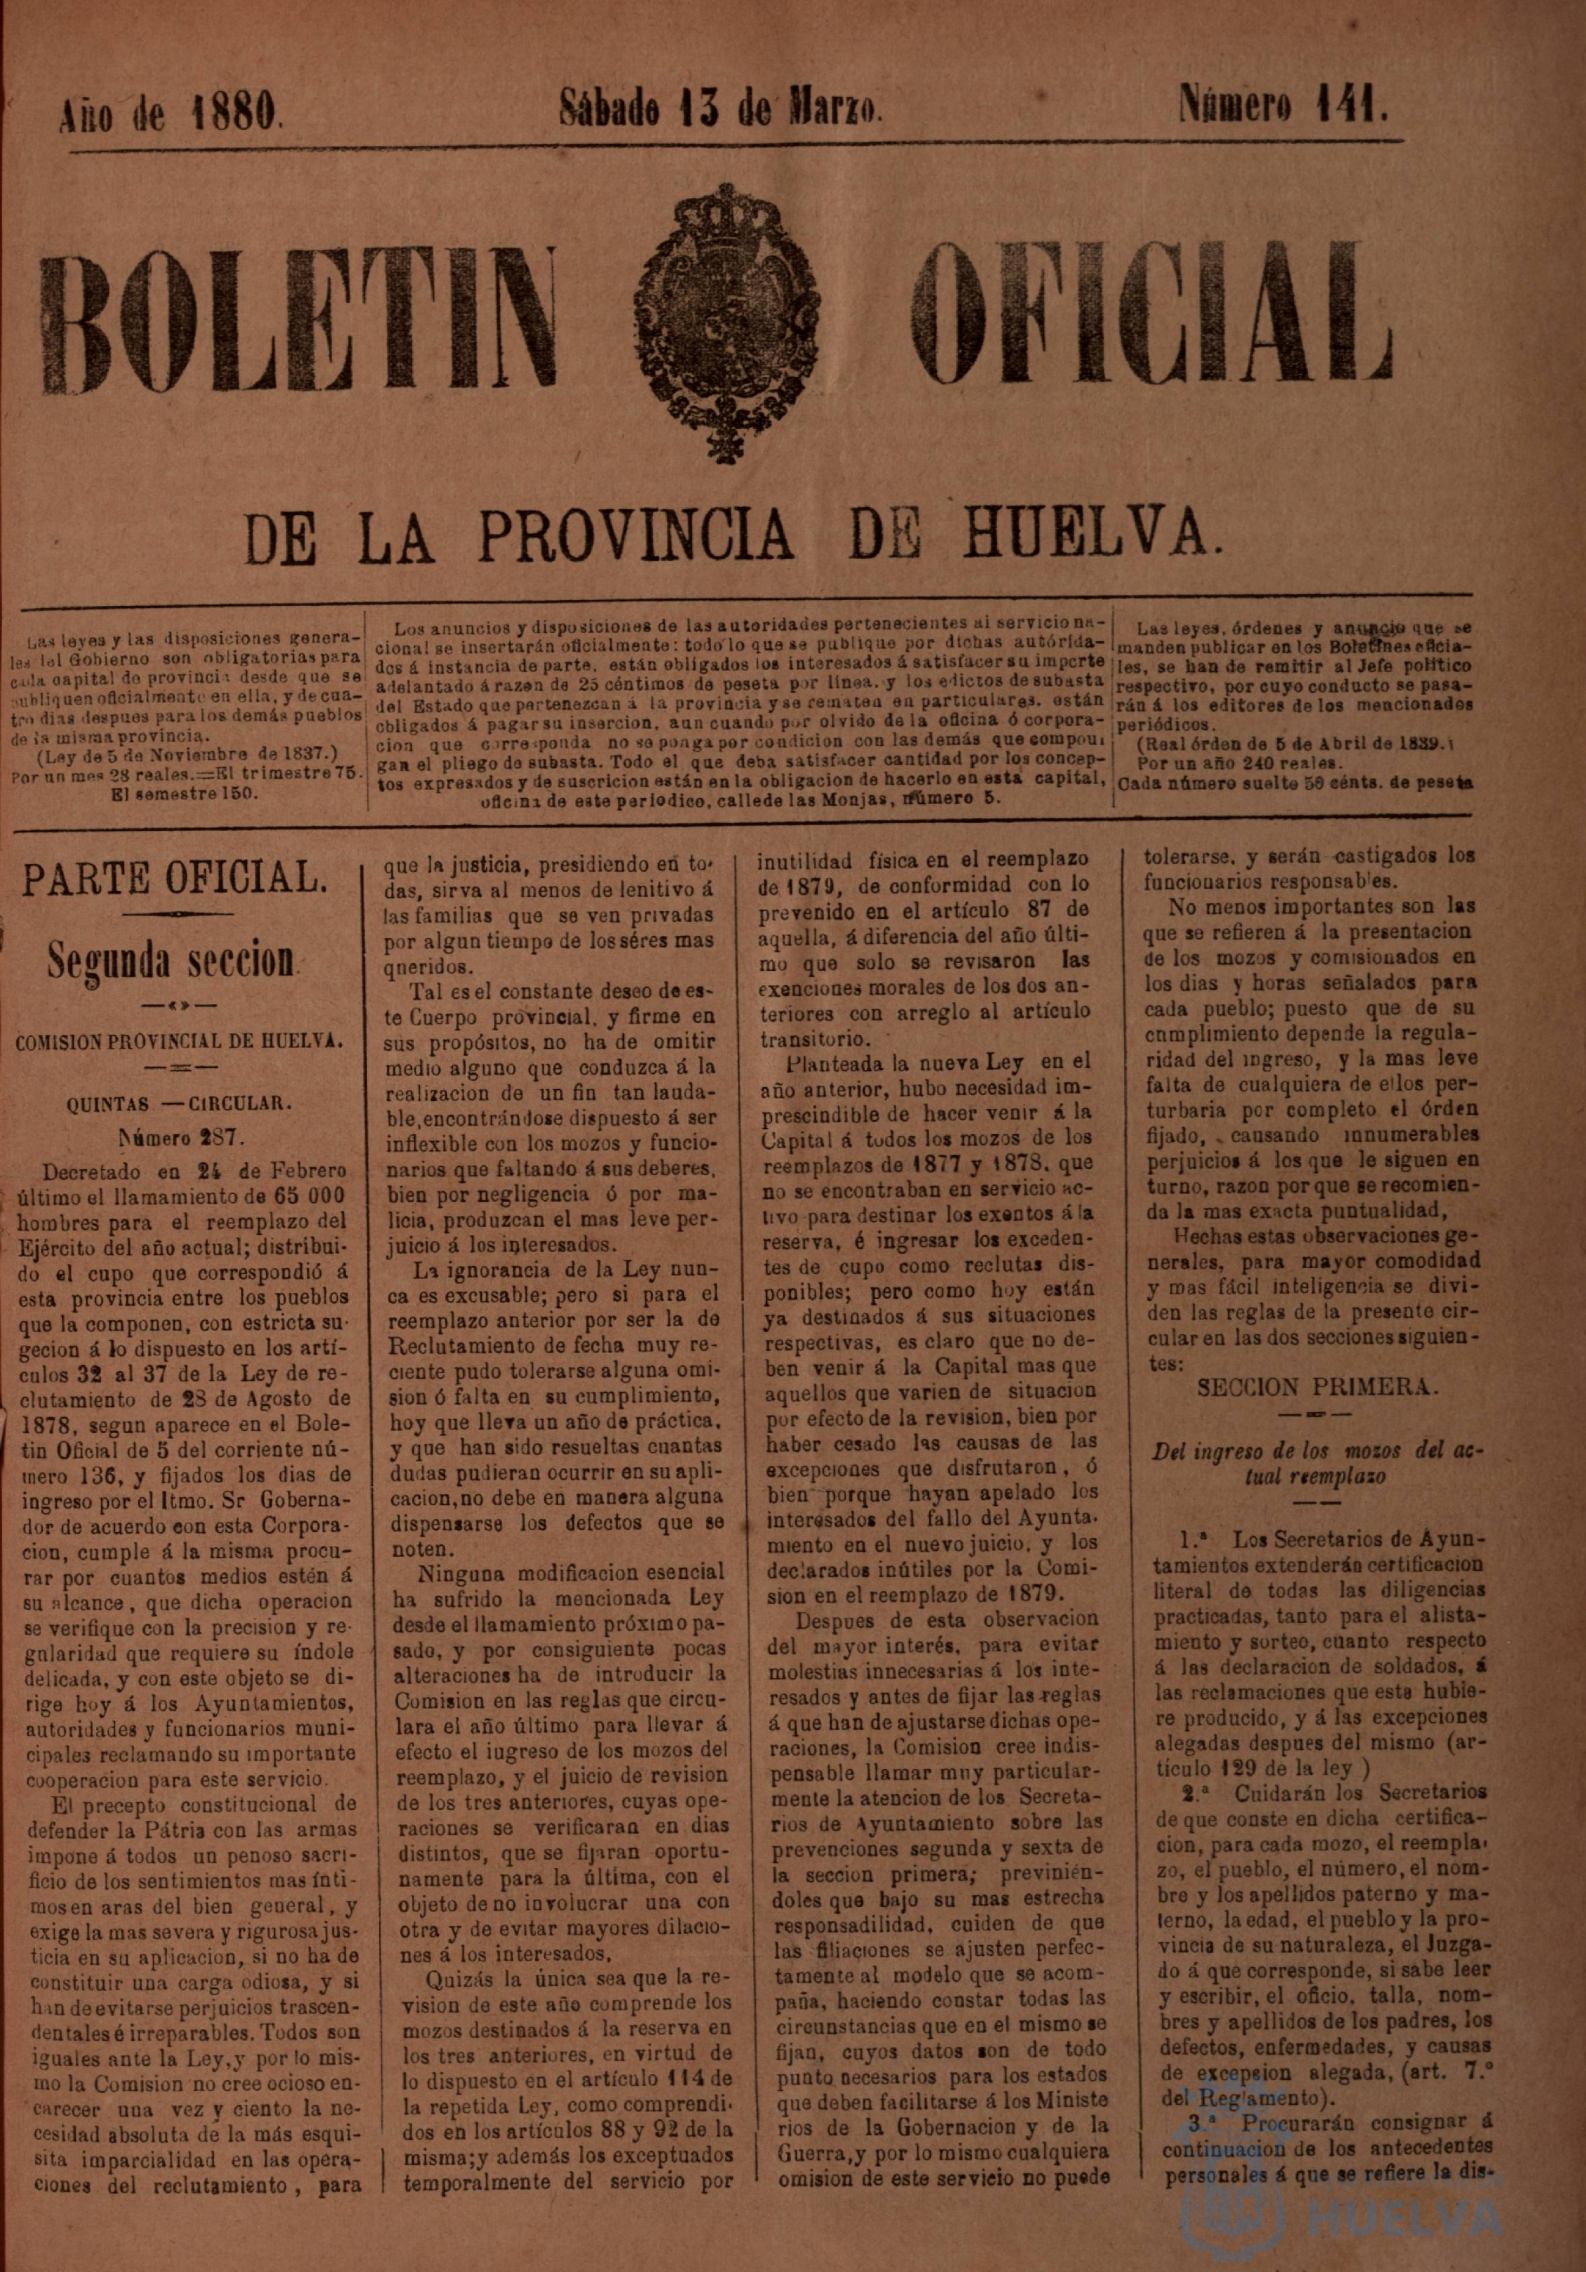 Año de 1880.
Sábado 13 de Marzo.
Número 141.
BOLETIN OFICIAL
DE LA PROVINCIA DE HUELVA.
Las leyes y las disposiciones genera-
les del Gobierno son obligatorias para
cada capital de provincia desde que se
publiquen oficialmente en ella, y de cua-
tro dias despues para los demás pueblos
de la misma provincia.
(Ley de 5 de Noviembre de 1837.)
Por un mes 28 reales.=El trimestre 75.
El semestre 150.
Los anuncios y disposiciones de las autoridades pertenecientes al servicio na-
cional se insertarán oficialmente: todo lo que se publique por dichas autórida-
dos á instancia de parte, están obligados los interesados á satisfacer su importe
adelantado á razon de 25 céntimos de peseta por línea, y los edictos de subasta
del Estado que pertenezcan á la provincia y se rematen en particulares, están
obligados á pagar su insercion, aun cuando por olvido de la oficina ó corpora-
cion que corresponda no se ponga por condicion con las demás que compon
gan el pliego de subasta. Todo el que deba satisfacer cantidad por los concep-
tos expresados y de suscricion están en la obligacion de hacerlo en esta capital,
oficina de este periodico, calle de las Monjas, número 5.
Las leyes, órdenes y anuncio que se
manden publicar en los Boletines oficia-
les, se han de remitir al Jefe político
respectivo, por cuyo conducto se pasa-
rán á los editores de los mencionados
periódicos.
(Real órden de 5 de Abril de 1839.)
Por un año 240 reales.
Cada número suelto 50 cénts. de peseta
PARTE OFICIAL.
Segunda seccion
COMISION PROVINCIAL DE HUELVA.
QUINTAS —CIRCULAR.
Número 287.
Decretado en 24 de Febrero
último el llamamiento de 65 000
hombres para el reemplazo del
Ejército del año actual; distribui-
do el cupo que correspondió á
esta provincia entre los pueblos
que la componen, con estricta su-
gecion á lo dispuesto en los artí-
culos 32 al 37 de la Ley de re-
clutamiento de 28 de Agosto de
1878, segun aparece en el Bole-
tin Oficial de 5 del corriente nú-
mero 136, y fijados los dias de
ingreso por el Itmo. Sr Goberna-
dor de acuerdo con esta Corpora-
cion, cumple á la misma procu-
rar por cuantos medios estén á
su alcance, que dicha operacion
se verifique con la precision y re-
gularidad que requiere su índole
delicada, y con este objeto se di-
rige hoy á los Ayuntamientos,
autoridades y funcionarios muni-
cipales reclamando su importante
cooperacion para este servicio.
El precepto constitucional de
defender la Pátria con las armas
impone á todos un penoso sacri-
ficio de los sentimientos mas ínti-
mos en aras del bien general, y
exige la mas severa y rigurosa jus-
ticia en su aplicacion, si no ha de
constituir una carga odiosa, y si
han de evitarse perjuicios trascen-
dentales é irreparables. Todos son
iguales ante la Ley, y por lo mis-
mo la Comision no cree ocioso en-
carecer una vez y ciento la ne-
cesidad absoluta de la más esqui-
sita imparcialidad en las opera-
ciones del reclutamiento, para
que la justicia, presidiendo en to-
das, sirva al menos de lenitivo á
las familias que se ven privadas
por algun tiempo de los séres mas
qneridos.
Tal es el constante deseo de es-
te Cuerpo provincial, y firme en
sus propósitos, no ha de omitir
medio alguno que conduzca á la
realizacion de un fin tan lauda-
ble, encontrándose dispuesto á ser
inflexible con los mozos y funcio-
narios que faltando á sus deberes,
bien por negligencia ó por ma-
licia, produzcan el mas leve per-
juicio á los interesados.
La ignorancia de la Ley nun-
ca es excusable; pero si para el
reemplazo anterior por ser la de
Reclutamiento de fecha muy re-
ciente pudo tolerarse alguna omi-
sion ó falta en su cumplimiento,
hoy que lleva un año de práctica,
y que han sido resueltas cuantas
dudas pudieran ocurrir en su apli-
cacion, no debe en manera alguna
dispensarse los defectos que se
noten.
Ninguna modificacion esencial
ha sufrido la mencionada Ley
desde el llamamiento próximo pa-
sado, y por consiguiente pocas
alteraciones ha de introducir la
Comision en las reglas que circu-
lara el año último para llevar á
efecto el iugreso de los mozos del
reemplazo, y el juicio de revision
de los tres anteriores, cuyas ope-
raciones se verificaran en dias
distintos, que se fijaran oportu-
namente para la última, con el
objeto de no involucrar una con
otra y de evitar mayores dilacio-
nes á los interesados,
Quizás la única sea que la re-
vision de este año comprende los
mozos destinados á la reserva en
los tres anteriores, en virtud de
lo dispuesto en el artículo 114 de
la repetida Ley, como comprendi-
dos en los artículos 88 y 92 de la
misma; y además los exceptuados
temporalmente del servicio por
inutilidad física en el reemplazo
de 1879, de conformidad con lo
prevenido en el artículo 87 de
aquella, á diferencia del año últi-
mo que solo se revisaron las
exenciones morales de los dos an-
teriores con arreglo al artículo
transitorio.
Planteada la nueva Ley en el
año anterior, hubo necesidad im-
prescindible de hacer venir á la
Capital á todos los mozos de los
reemplazos de 1877 y 1878, que
no se encontraban en servicio ac-
tivo para destinar los exentos á la
reserva, é ingresar los exceden-
tes de cupo como reclutas dis-
ponibles; pero como hoy están
ya destinados á sus situaciones
respectivas, es claro que no de-
ben venir á la Capital mas que
aquellos que varien de situacion
por efecto de la revision, bien por
haber cesado las causas de las
excepciones que disfrutaron, ó
bien porque hayan apelado los
interesados del fallo del Ayunta-
miento en el nuevo juicio, y los
declarados inútiles por la Comi-
sion en el reemplazo de 1879.
Despues de esta observacion
del mayor interés, para evitar
molestias innecesarias á los inte-
resados y antes de fijar las reglas
á que han de ajustarse dichas ope-
raciones, la Comision cree indis-
pensable llamar mny particular-
mente la atencion de los Secreta-
rios de Ayuntamiento sobre las
prevenciones segunda y sexta de
la seccion primera; previnién-
doles que bajo su mas estrecha
responsadilidad, cuiden de que
las filiaciones se ajusten perfec-
tamente al modelo que se acom-
paña, haciendo constar todas las
circunstancias que en el mismo se
fijan, cuyos datos son de todo
punto necesarios para los estados
que deben facilitarse á los Ministe
rios de la Gobernacion y de la
Guerra, y por lo mismo cualquiera
omision de este servicio no puede
tolerarse, y serán castigados los
funcionarios responsables.
No menos importantes son las
que se refieren á la presentacion
de los mozos y comisionados en
los dias y horas señalados para
cada pueblo; puesto que de su
cnmplimiento depende la regula-
ridad del ingreso, y la mas leve
falta de cualquiera de ellos per-
turbaria por completo el órden
fijado, causando innumerables
perjuicios á los que le siguen en
turno, razon por que se recomien-
da la mas exacta puntualidad,
Hechas estas observaciones ge-
nerales, para mayor comodidad
y mas fácil inteligencia se divi-
den las reglas de la presente cir-
cular en las dos secciones siguien-
tes:
SECCION PRIMERA.
Del ingreso de los mozos del ac-
tual reemplazo
1.ª Los Secretarios de Ayun-
tamientos extenderán certificacion
literal de todas las diligencias
practicadas, tanto para el alista-
miento y sorteo, cuanto respecto
á las declaracion de soldados, á
las reclamaciones que esta hubie-
re producido, y á las excepciones
alegadas despues del mismo (ar-
tículo 129 de la ley )
2.ª Cuidarán los Secretarios
de que conste en dicha certifica-
cion, para cada mozo, el reempla-
zo, el pueblo, el número, el nom-
bre y los apellidos paterno y ma-
terno, la edad, el pueblo y la pro-
vincia de su naturaleza, el Juzga-
do á que corresponde, si sabe leer
y escribir, el oficio, talla, nom-
bres y apellidos de los padres, los
defectos, enfermedades, y causas
de excepsion alegada, (art. 7.º
del Reglamento).
3.ª Procurarán consignar á
continuacion de los antecedentes
personales á que se refiere la dis-
HUELVA